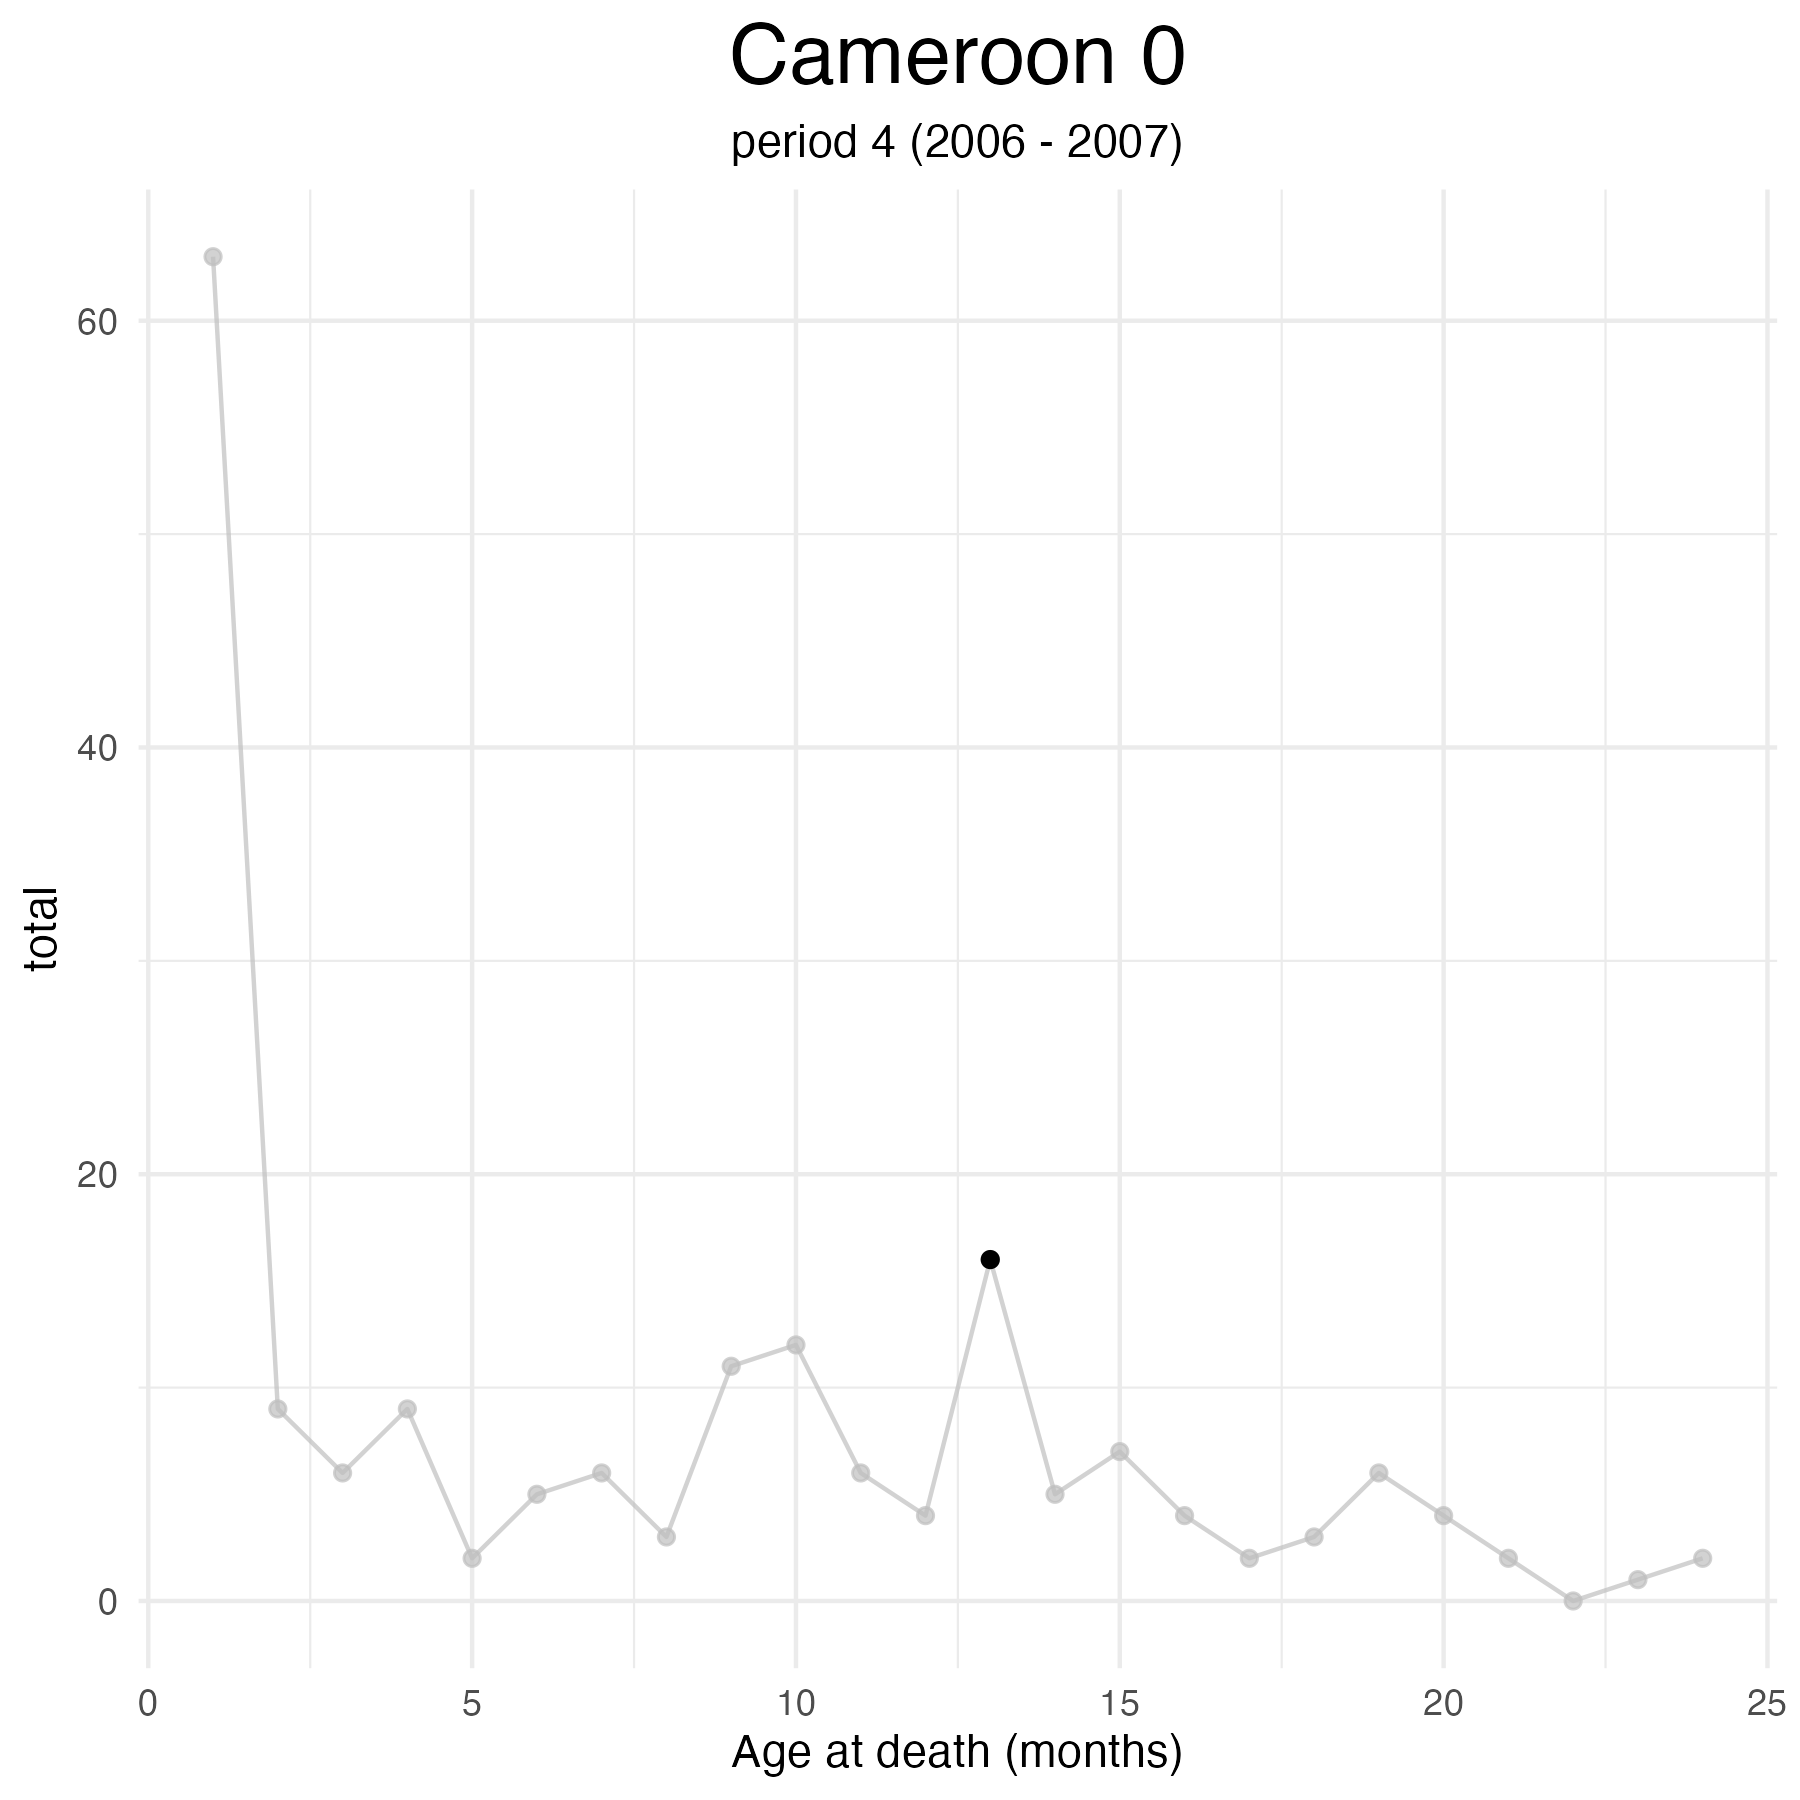 Cameroon 0
period 4 (2006 - 2007)
total
60
40
20
0
0 5 10 15 20 25
Age at death (months)